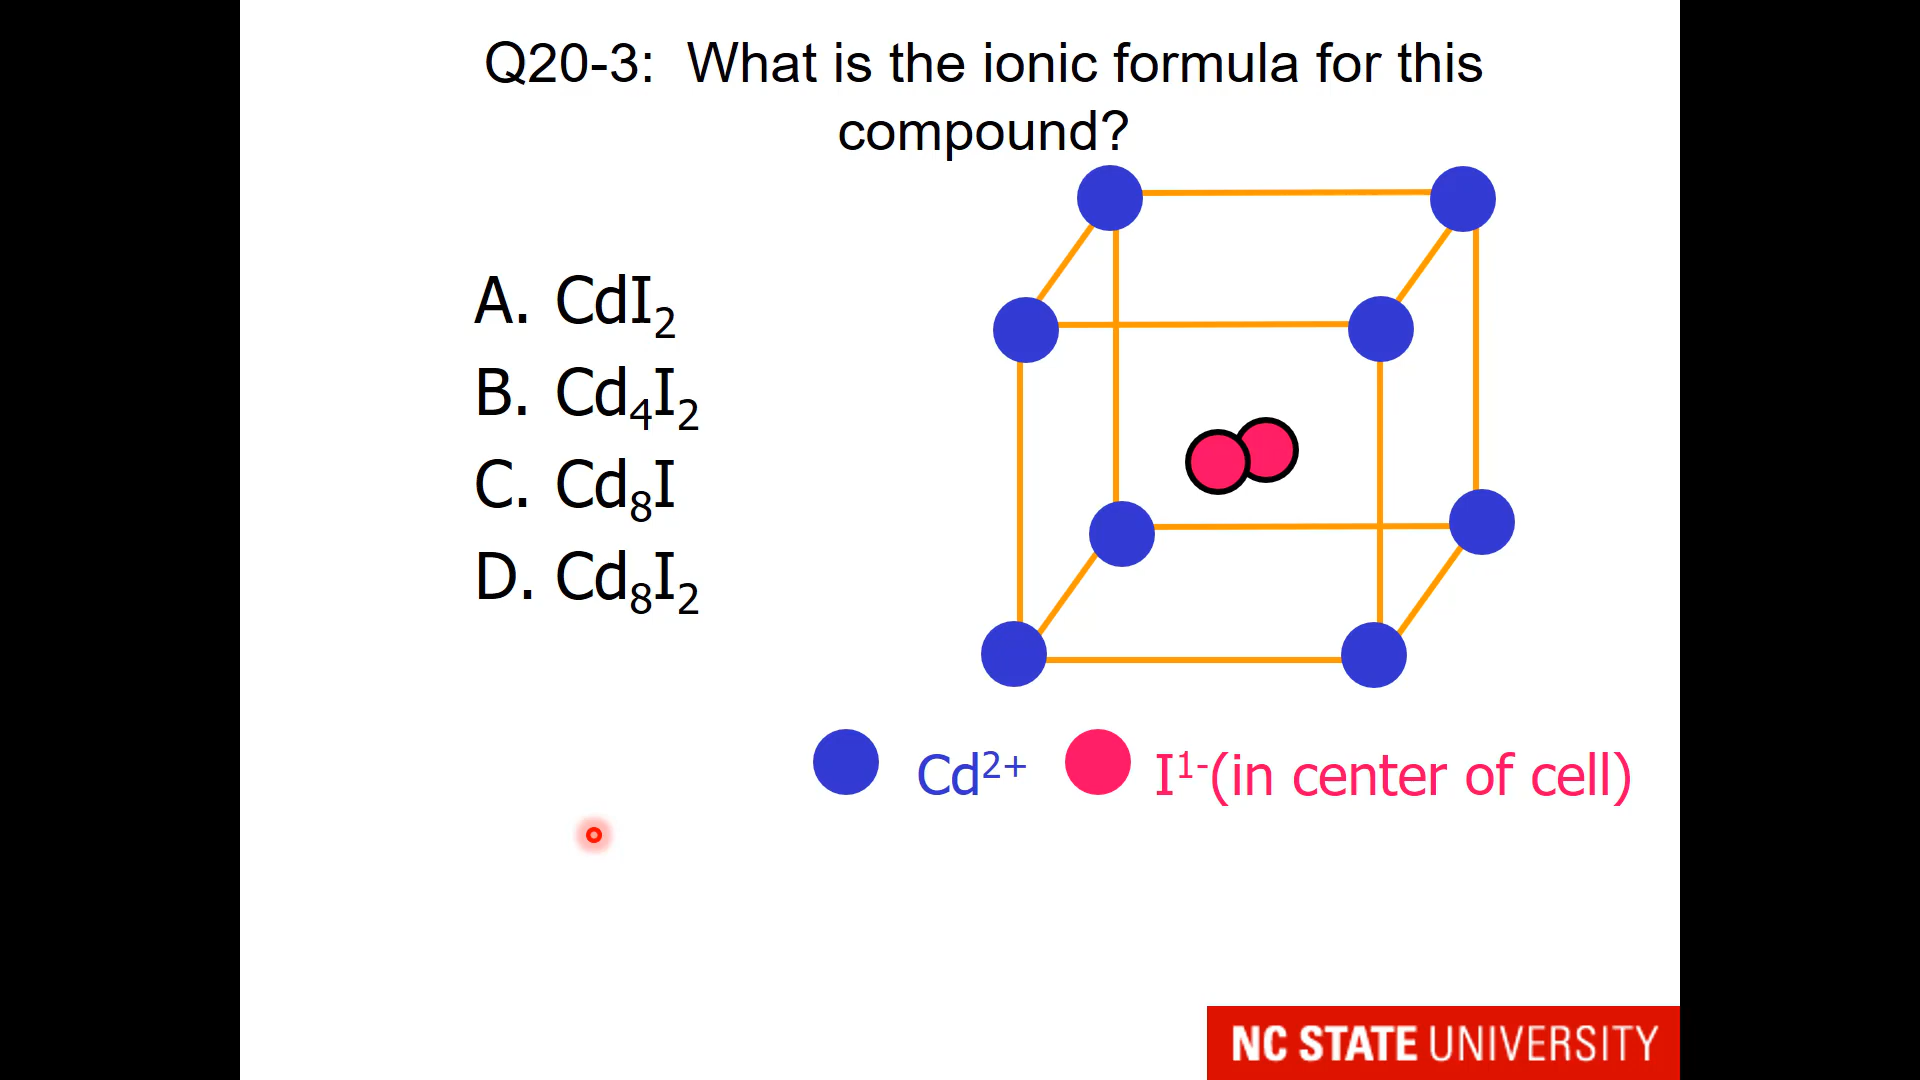 Q20-3:  What is the ionic formula for this
compound?
A. CdI₂
B. Cd₄I₂
C. Cd₈I
D. Cd₈I₂
Cd²⁺ I¹⁻(in center of cell)
NC STATE UNIVERSITY